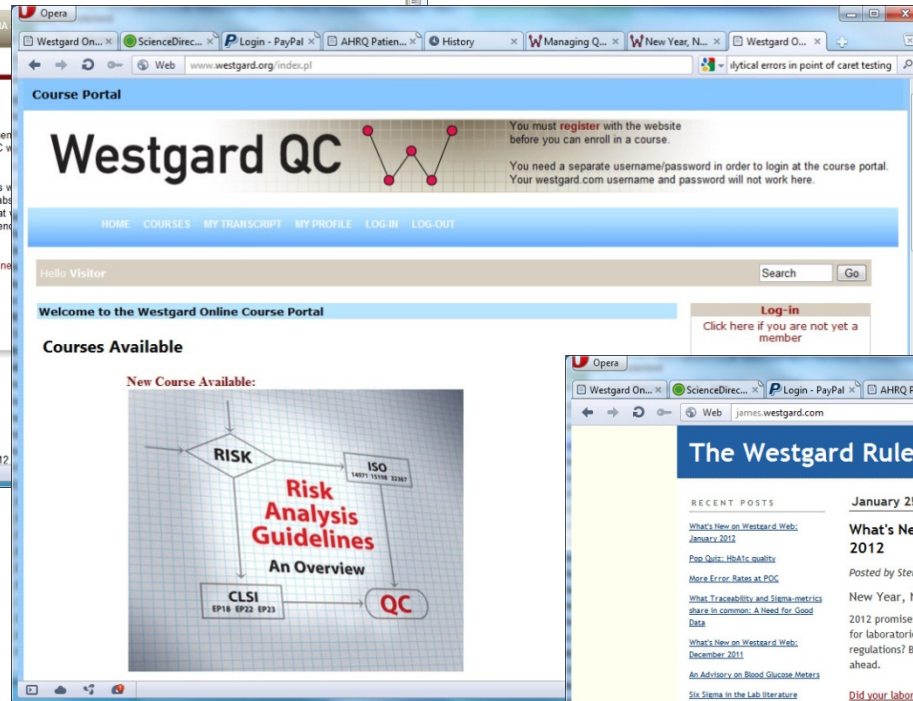 Opera
Westgard On...
ScienceDirec...
Login - PayPal
AHRQ Patien...
History
Managing Q...
New Year, N...
Westgard O...
Web
www.westgard.org/index.pl
lytical errors in point of caret testing
Course Portal
Westgard QC
You must register with the website
before you can enroll in a course.
You need a separate username/password in order to login at the course portal.
Your westgard.com username and password will not work here.
HOME COURSES MY TRANSCRIPT MY PROFILE LOG-IN LOG-OUT
Hello Visitor
Search
Go
Welcome to the Westgard Online Course Portal
Log-in
Click here if you are not yet a
member
Courses Available
New Course Available:
RISK
ISO
14971 15198 22367
Risk
Analysis
Guidelines
An Overview
CLSI
EP18 EP22 EP23
QC
Opera
Westgard On...
ScienceDirec...
Login - PayPal
AHRQ P
Web
james.westgard.com
The Westgard Rule
RECENT POSTS
What's New on Westgard Web:
January 2012
Pop Quiz: HbA1c quality
More Error Rates at POC
What Traceability and Sigma-metrics
share in common: A Need for Good
Data
What's New on Westgard Web:
December 2011
An Advisory on Blood Glucose Meters
Six Sigma in the Lab literature
January 25
What's Ne
2012
Posted by Ste
New Year, N
2012 promise
for laboratorie
regulations? B
ahead.
Did your labor